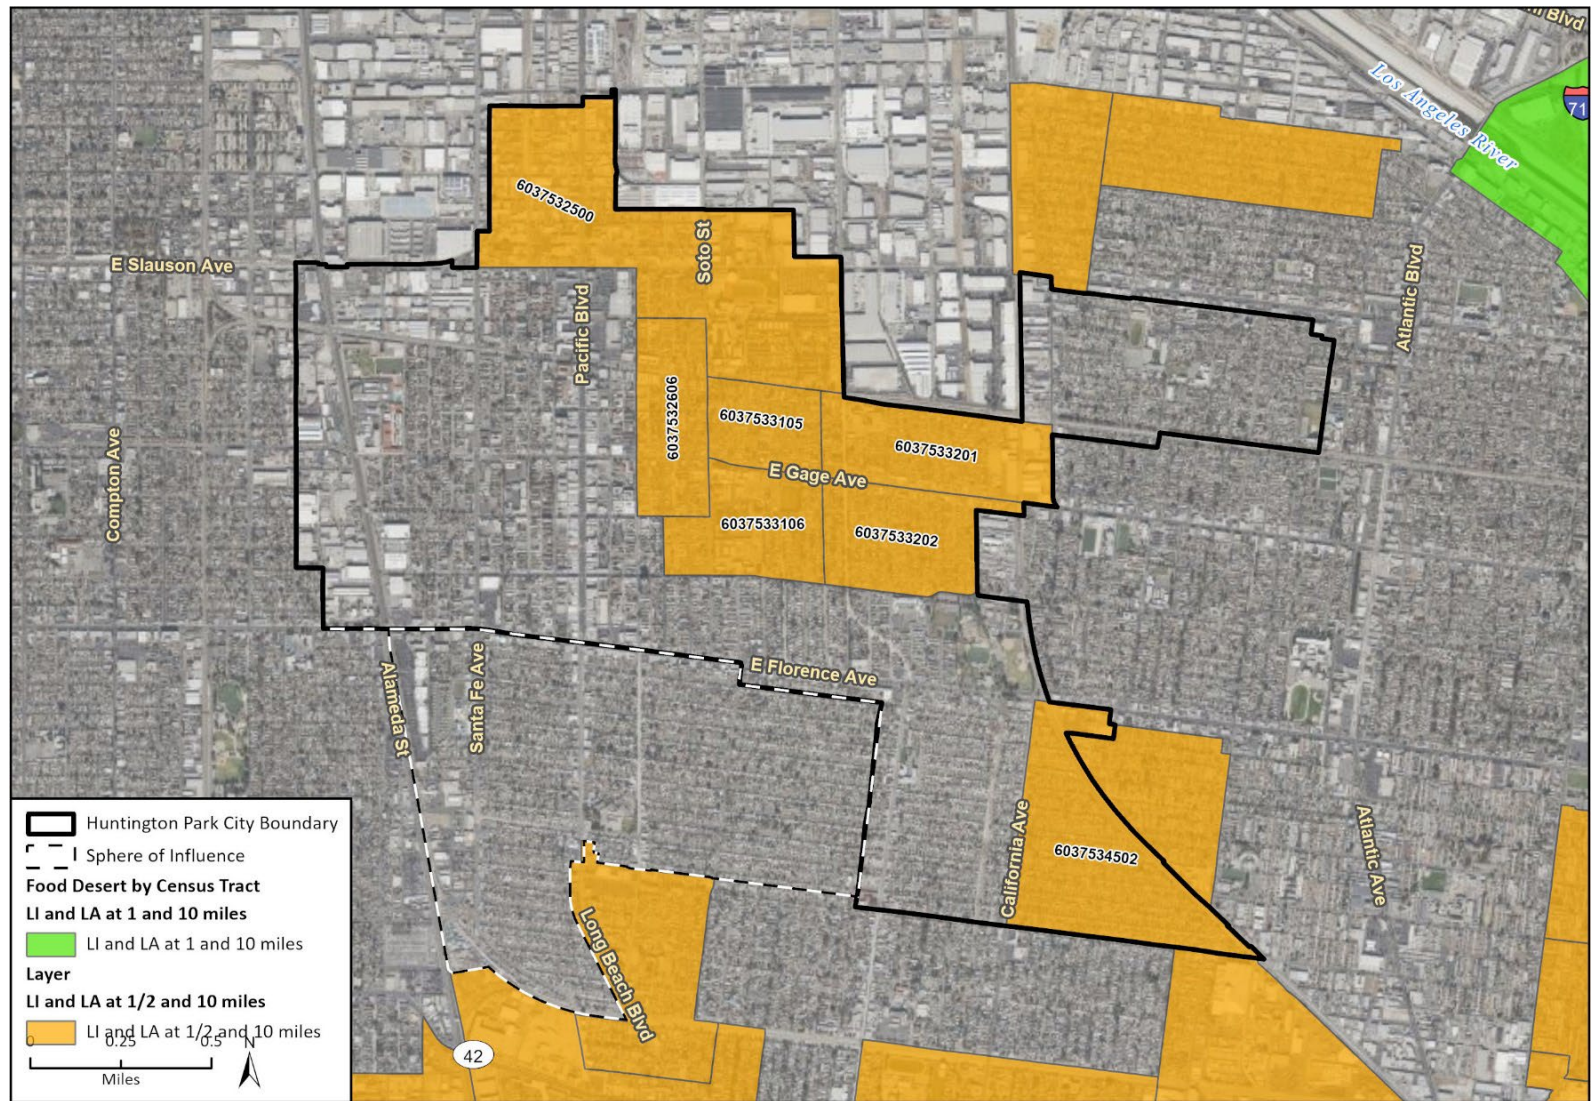 Blvd
71
Los Angeles River
6037532500
Soto St
E Slauson Ave
Pacific Blvd
Atlantic Blvd
6037532606
6037533105
6037533201
E Gage Ave
Compton Ave
6037533106
6037533202
E Florence Ave
Alameda St
Santa Fe Ave
California Ave
6037534502
Atlantic Ave
Long Beach Blvd
42
Huntington Park City Boundary
Sphere of Influence
Food Desert by Census Tract
LI and LA at 1 and 10 miles
LI and LA at 1 and 10 miles
Layer
LI and LA at 1/2 and 10 miles
LI and LA at 1/2 and 10 miles
0 0.25 0.5 N
Miles